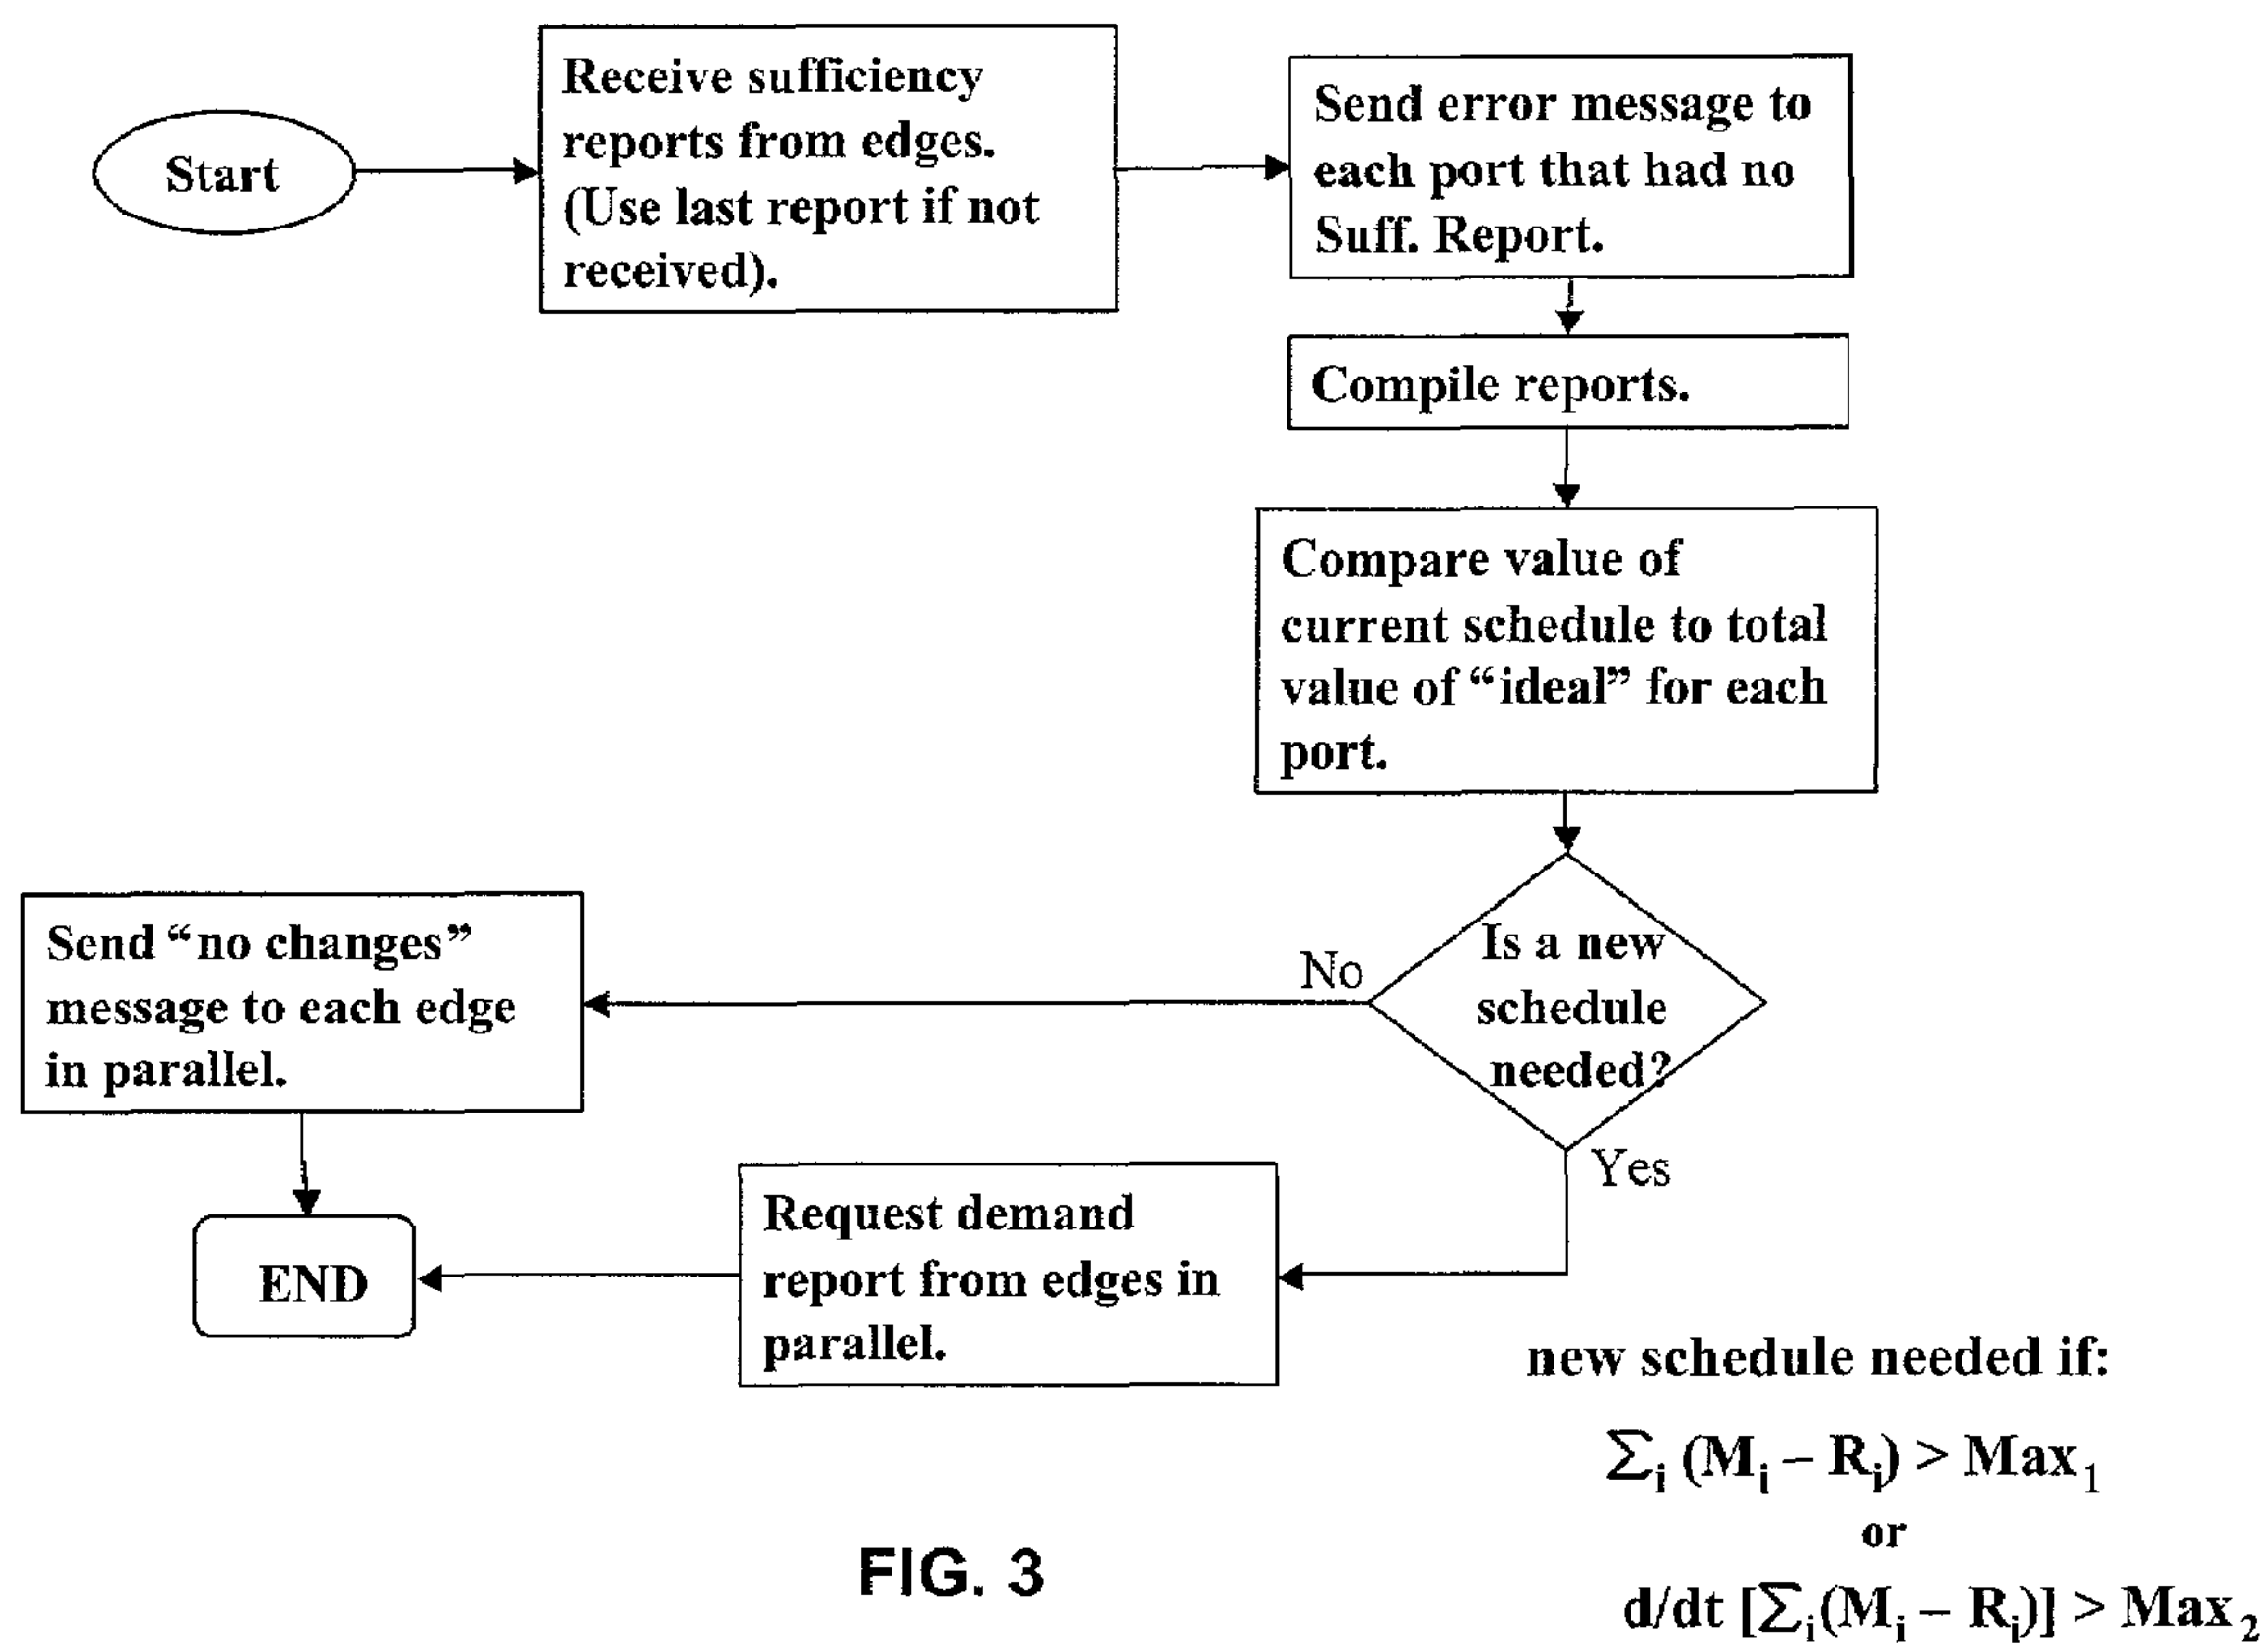 Start
Receive sufficiency
reports from edges.
(Use last report if not
received).
Send error message to
each port that had no
Suff. Report.
Compile reports.
Compare value of
current schedule to total
value of “ideal” for each
port.
Is a new
schedule
needed?
No
Yes
Send “no changes”
message to each edge
in parallel.
Request demand
report from edges in
parallel.
END
new schedule needed if:
Σᵢ (Mᵢ – Rᵢ) > Max₁
or
d/dt [Σᵢ(Mᵢ – Rᵢ)] > Max₂
FIG. 3